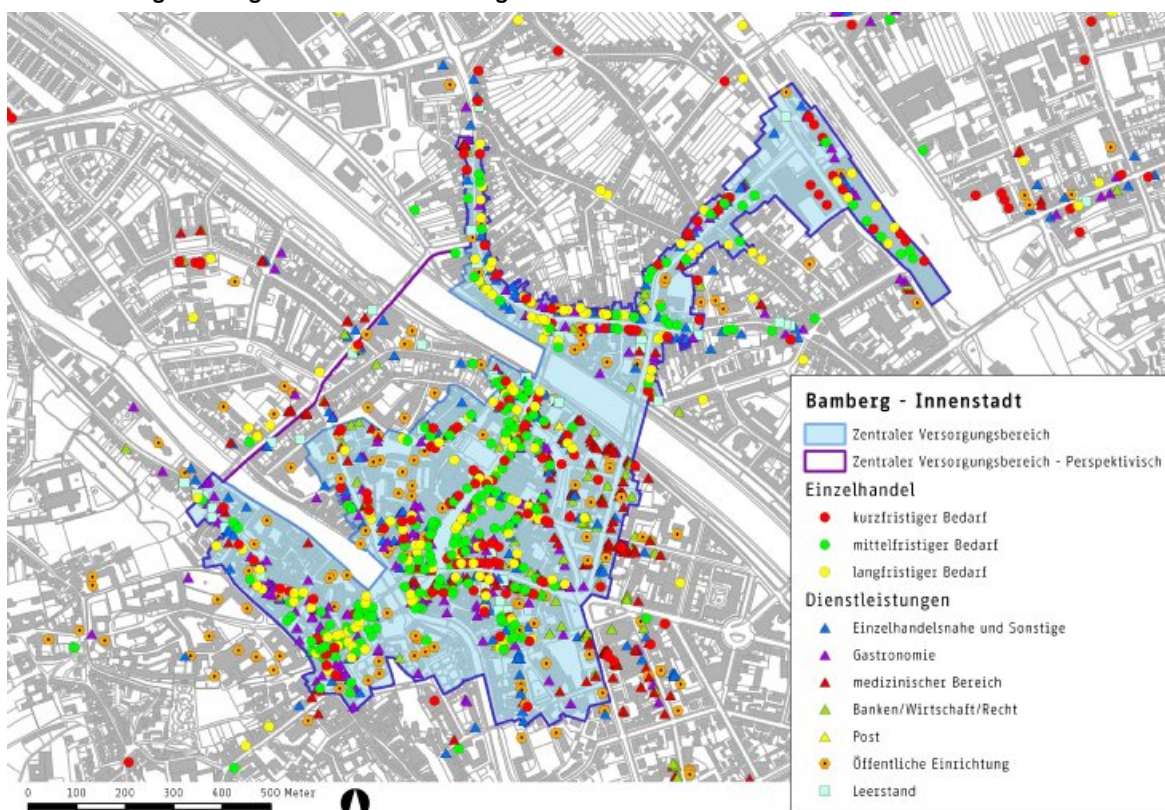 Bamberg - Innenstadt
Zentraler Versorgungsbereich
Zentraler Versorgungsbereich - Perspektivisch
Einzelhandel
kurzfristiger Bedarf
mittelfristiger Bedarf
langfristiger Bedarf
Dienstleistungen
Einzelhandelsnahe und Sonstige
Gastronomie
medizinischer Bereich
Banken/Wirtschaft/Recht
Post
Öffentliche Einrichtung
Leerstand
0 100 200 300 400 500 Meter